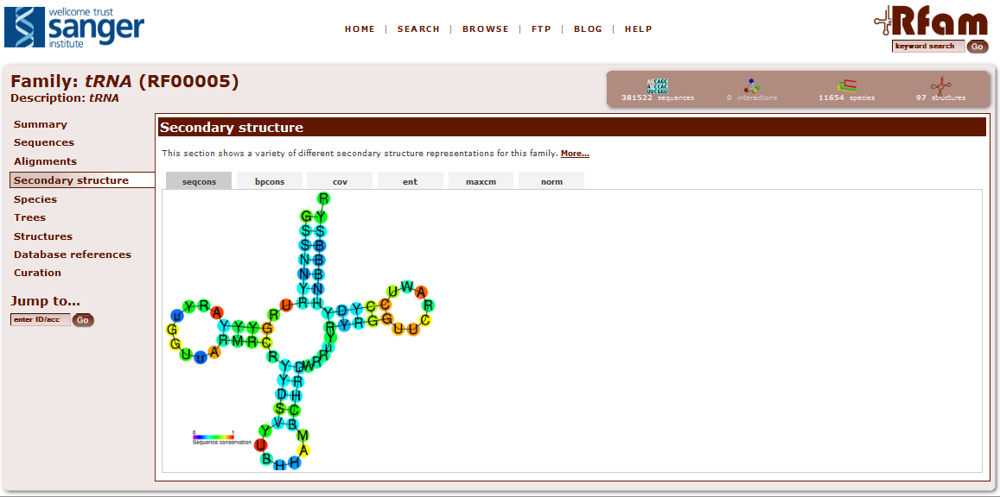 wellcome trust
sanger
institute
HOME | SEARCH | BROWSE | FTP | BLOG | HELP
Rfam
keyword search Go
Family: tRNA (RF00005)
Description: tRNA
381522 sequences
0 interactions
11654 species
97 structures
Summary
Sequences
Alignments
Secondary structure
Species
Trees
Structures
Database references
Curation
Jump to...
enter ID/acc Go
Secondary structure
This section shows a variety of different secondary structure representations for this family. More...
seqcons bpcons cov ent maxcm norm
0 1
Sequence conservation